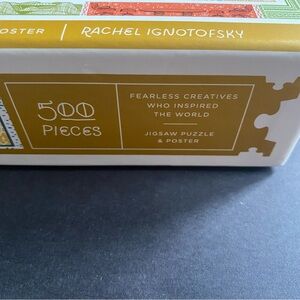 OSTER | RACHEL IGNOTOFSKY
500
PIECES
FEARLESS CREATIVES
WHO INSPIRED
THE WORLD
JIGSAW PUZZLE
& POSTER